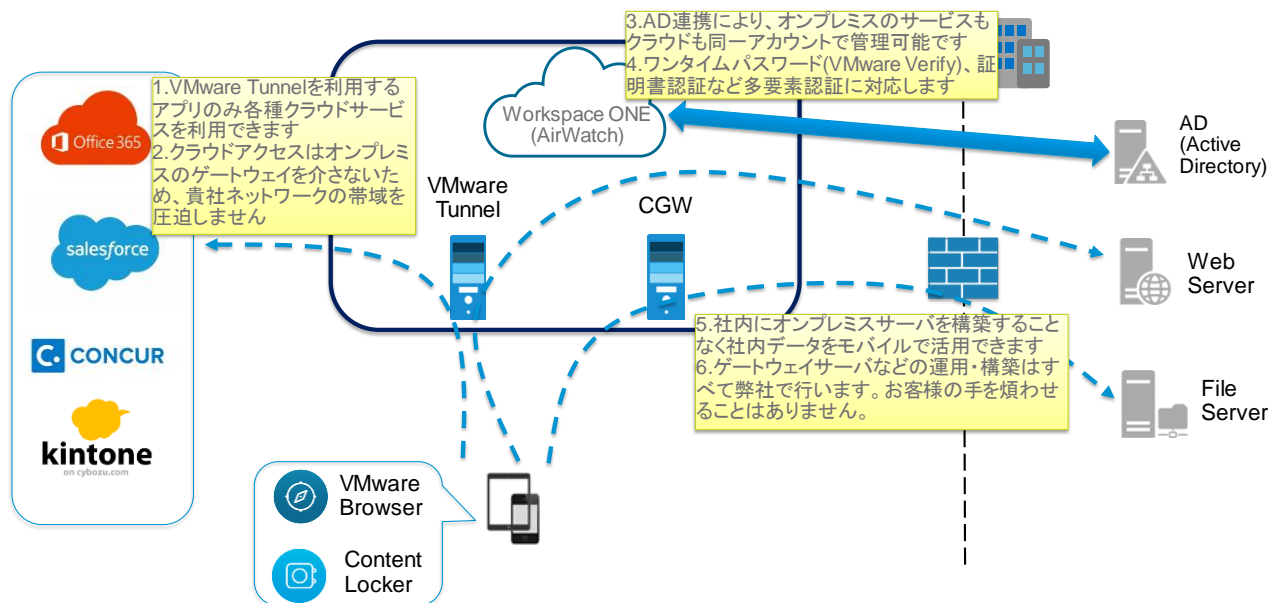 3.AD連携により、オンプレミスのサービスも
クラウドも同一アカウントで管理可能です
4.ワンタイムパスワード(VMware Verify)、証
明書認証など多要素認証に対応します
1.VMware Tunnelを利用する
アプリのみ各種クラウドサービ
スを利用できます
2.クラウドアクセスはオンプレミ
スのゲートウェイを介さないた
め、貴社ネットワークの帯域を
圧迫しません
Workspace ONE
(AirWatch)
Office 365
AD
(Active
Directory)
VMware
Tunnel
CGW
salesforce
Web
Server
5.社内にオンプレミスサーバを構築すること
なく社内データをモバイルで活用できます
6.ゲートウェイサーバなどの運用・構築はす
べて弊社で行います。お客様の手を煩わせ
ることはありません。
C.
CONCUR
File
Server
kintone
on cybozu.com
VMware
Browser
Content
Locker